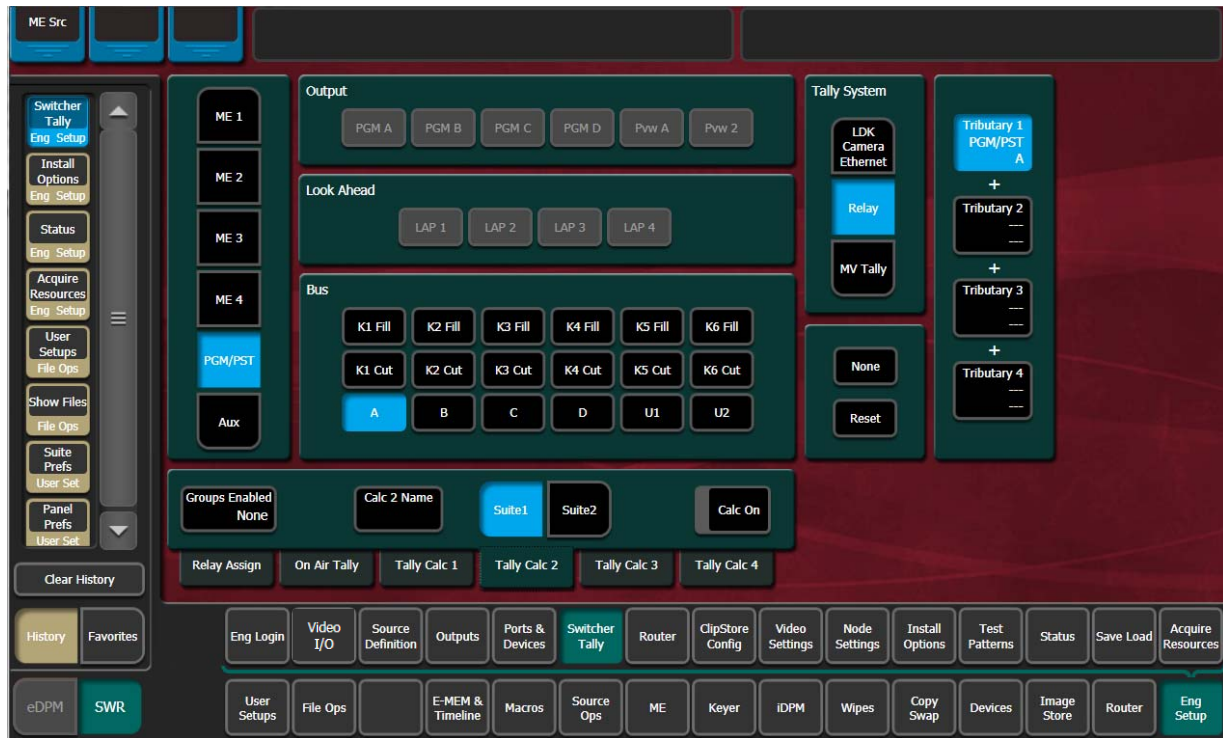 ME Src
Switcher
Tally
Eng Setup
Install
Options
Eng Setup
Status
Eng Setup
Acquire
Resources
Eng Setup
User
Setups
File Ops
Show Files
File Ops
Suite
Prefs
User Set
Panel
Prefs
User Set
Clear History
History Favorites
eDPM SWR
ME 1
ME 2
ME 3
ME 4
PGM/PST
Aux
Output
PGM A PGM B PGM C PGM D Pvw A Pvw 2
Look Ahead
LAP 1 LAP 2 LAP 3 LAP 4
Bus
K1 Fill K2 Fill K3 Fill K4 Fill K5 Fill K6 Fill
K1 Cut K2 Cut K3 Cut K4 Cut K5 Cut K6 Cut
A B C D U1 U2
Tally System
LDK
Camera
Ethernet
Relay
MV Tally
None
Reset
Tributary 1
PGM/PST
A
+
Tributary 2
---
---
+
Tributary 3
---
---
+
Tributary 4
---
---
Groups Enabled
None
Calc 2 Name
Suite1 Suite2
Calc On
Relay Assign On Air Tally Tally Calc 1 Tally Calc 2 Tally Calc 3 Tally Calc 4
Eng Login
Video
I/O
Source
Definition
Outputs
Ports &
Devices
Switcher
Tally
Router
ClipStore
Config
Video
Settings
Node
Settings
Install
Options
Test
Patterns
Status
Save Load
Acquire
Resources
User
Setups
File Ops
E-MEM &
Timeline
Macros
Source
Ops
ME
Keyer
iDPM
Wipes
Copy
Swap
Devices
Image
Store
Router
Eng
Setup